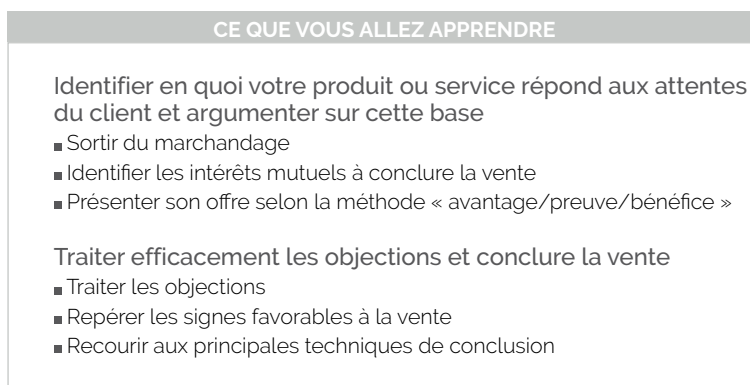 CE QUE VOUS ALLEZ APPRENDRE
Identifier en quoi votre produit ou service répond aux attentes
du client et argumenter sur cette base
■ Sortir du marchandage
■ Identifier les intérêts mutuels à conclure la vente
■ Présenter son offre selon la méthode « avantage/preuve/bénéfice »
Traiter efficacement les objections et conclure la vente
■ Traiter les objections
■ Repérer les signes favorables à la vente
■ Recourir aux principales techniques de conclusion